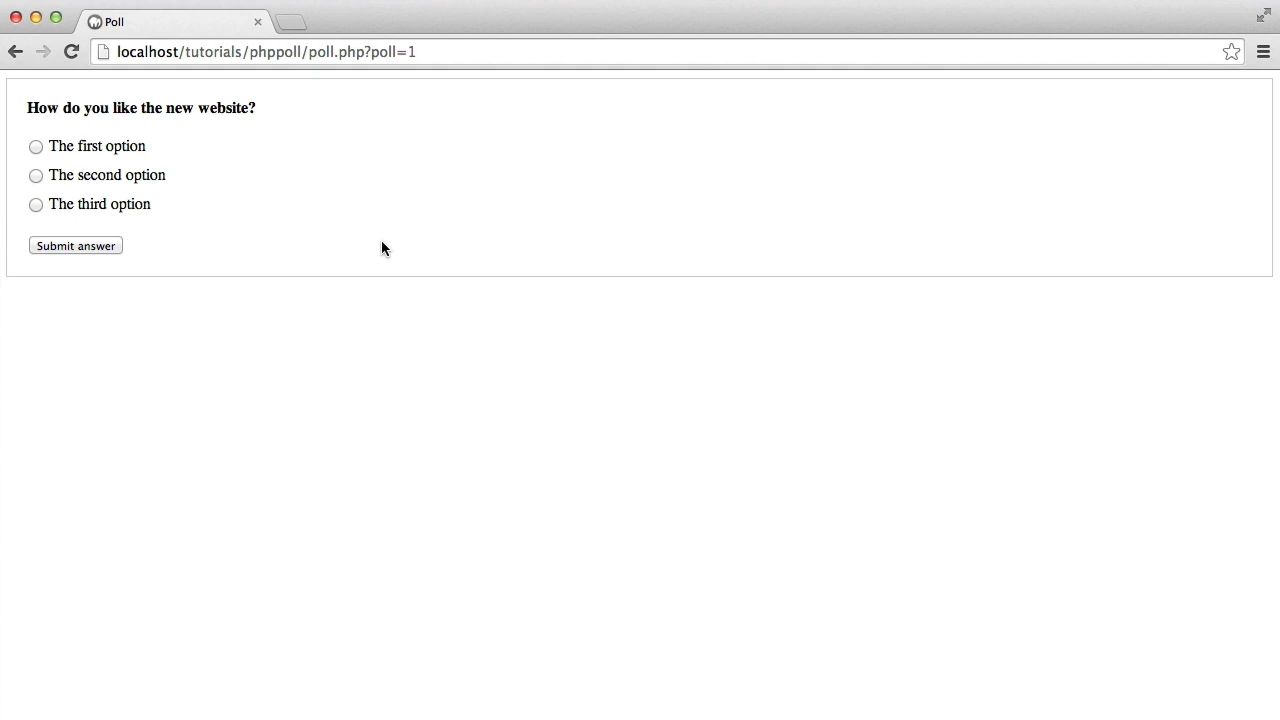 Poll
localhost/tutorials/phppoll/poll.php?poll=1
How do you like the new website?
The first option
The second option
The third option
Submit answer